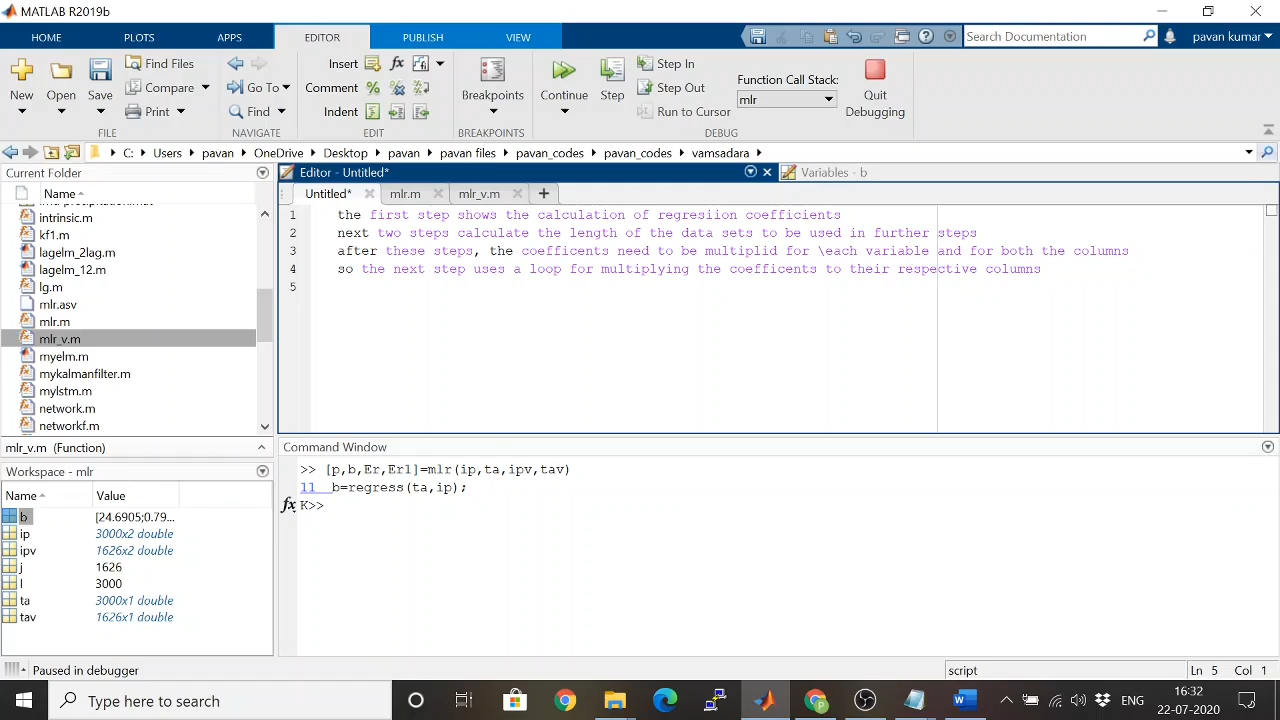 MATLAB R2019b
HOME PLOTS APPS EDITOR PUBLISH VIEW Search Documentation pavan kumar
New Open Save Find Files Compare Print
Go To Find
Insert Comment Indent
Breakpoints
Continue Step Step In Step Out Run to Cursor
Function Call Stack:
mlr
Quit Debugging
FILE NAVIGATE EDIT BREAKPOINTS DEBUG
C: Users pavan OneDrive Desktop pavan pavan files pavan_codes pavan_codes vamsadara
Current Folder
Name
intrinsic.m
kf1.m
lagelm_2lag.m
lagelm_12.m
lg.m
mlr.asv
mlr.m
mlr_v.m
myelm.m
mykalmanfilter.m
mylstm.m
network.m
networkf.m
mlr_v.m (Function)
Workspace - mlr
Name Value
b [24.6905;0.79...
ip 3000x2 double
ipv 1626x2 double
j 1626
l 3000
ta 3000x1 double
tav 1626x1 double
Editor - Untitled* Variables - b
Untitled* mlr.m mlr_v.m
1 the first step shows the calculation of regresiion coefficients
2 next two steps calculate the length of the data sets to be used in further steps
3 after these steps, the coefficents need to be multiplid for \each variable and for both the columns
4 so the next step uses a loop for multiplying the coefficents to their respective columns
5
Command Window
>> [p,b,Er,Er1]=mlr(ip,ta,ipv,tav)
11 b=regress(ta,ip);
fx K>>
Paused in debugger script Ln 5 Col 1
Type here to search ENG 16:32
22-07-2020